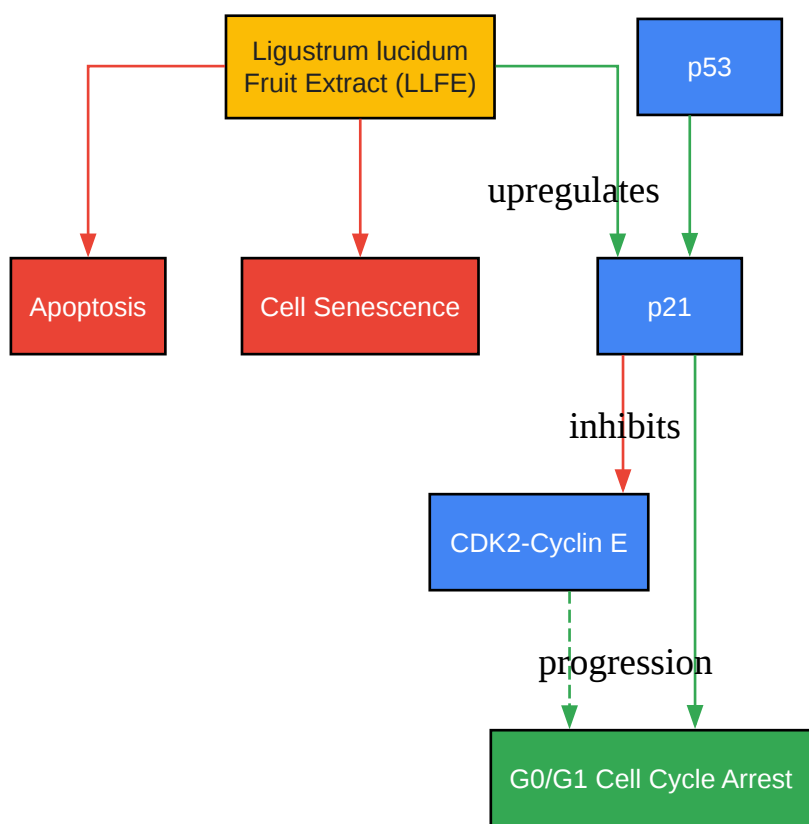 Ligustrum lucidum
Fruit Extract (LLFE)
p53
upregulates
Apoptosis
Cell Senescence
p21
inhibits
CDK2-Cyclin E
progression
G0/G1 Cell Cycle Arrest